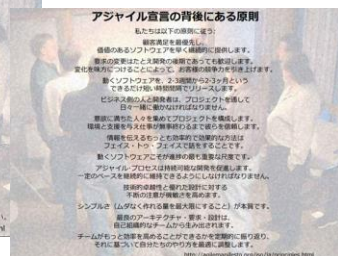 アジャイル宣言の背後にある原則
私たちは以下の原則に従う:
顧客満足を最優先し、
価値のあるソフトウェアを早く継続的に提供します。
要求の変更はたとえ開発の後期であっても歓迎します。
変化を味方につけることによって、お客様の競争力を引き上げます。
動くソフトウェアを、2-3週間から2-3ヶ月という
できるだけ短い時間間隔でリリースします。
ビジネス側の人と開発者は、プロジェクトを通して
日々一緒に働かなければなりません。
意欲に満ちた人々を集めてプロジェクトを構成します。
環境と支援を与え仕事が無事終わるまで彼らを信頼します。
情報を伝えるもっとも効率的で効果的な方法は
フェイス・トゥ・フェイスで話をすることです。
動くソフトウェアこそが進捗の最も重要な尺度です。
アジャイル･プロセスは持続可能な開発を促進します。
一定のペースを継続的に維持できるようにしなければなりません。
技術的卓越性と優れた設計に対する
不断の注意が機敏さを高めます。
シンプルさ（ムダなく作れる量を最大限にすること）が本質です。
最良のアーキテクチャ・要求・設計は、
自己組織的なチームから生み出されます。
チームがもっと効率を高めることができるかを定期的に振り返り、
それに基づいて自分たちのやり方を最適に調整します。